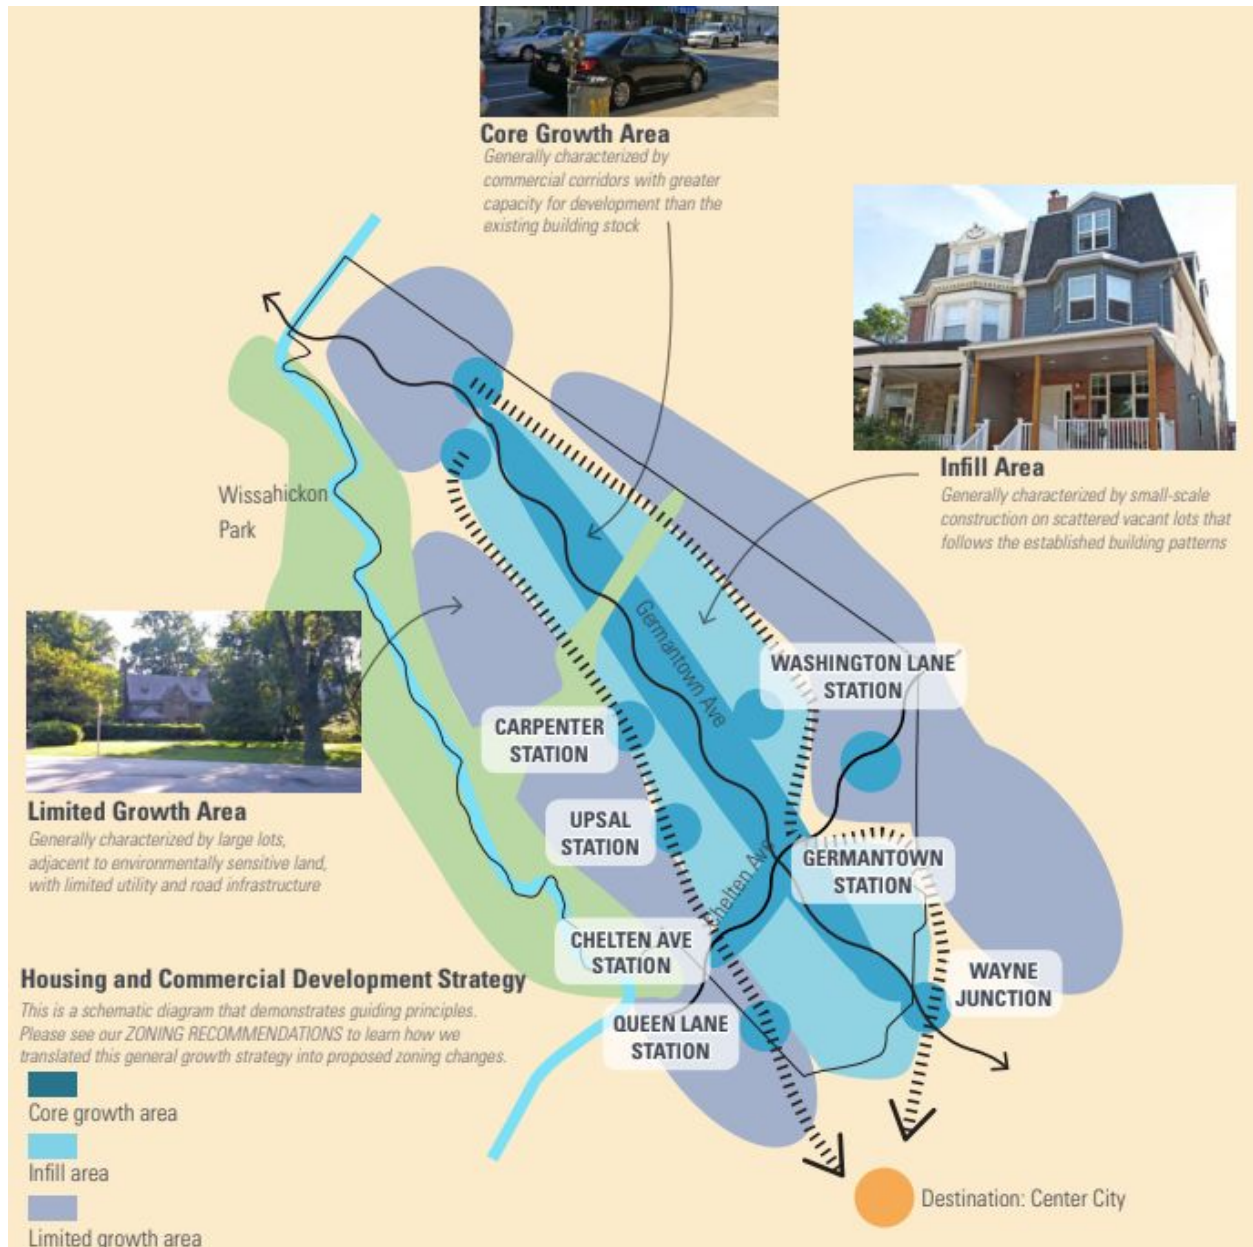 Core Growth Area
Generally characterized by
commercial corridors with greater
capacity for development than the
existing building stock
Infill Area
Generally characterized by small-scale
construction on scattered vacant lots that
follows the established building patterns
Wissahickon
Park
Germantown Ave
WASHINGTON LANE
STATION
CARPENTER
STATION
UPSAL
STATION
Chelten Ave
GERMANTOWN
STATION
Limited Growth Area
Generally characterized by large lots,
adjacent to environmentally sensitive land,
with limited utility and road infrastructure
CHELTEN AVE
STATION
WAYNE
JUNCTION
QUEEN LANE
STATION
Housing and Commercial Development Strategy
This is a schematic diagram that demonstrates guiding principles.
Please see our ZONING RECOMMENDATIONS to learn how we
translated this general growth strategy into proposed zoning changes.
Core growth area
Infill area
Limited growth area
Destination: Center City